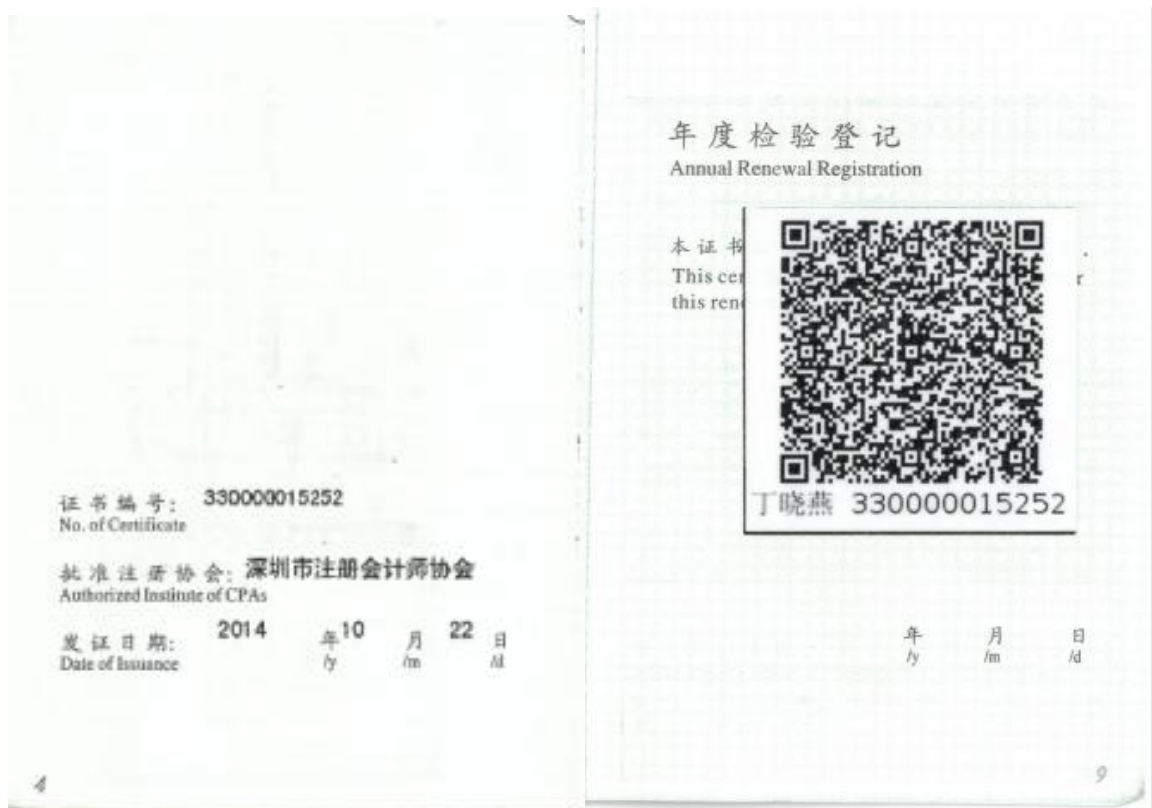 证书编号: 330000015252
No. of Certificate
批准注册协会: 深圳市注册会计师协会
Authorized Institute of CPAs
发证日期: 2014 年 10 月 22 日
Date of Issuance /y /m /d
4
年度检验登记
Annual Renewal Registration
本证书
This cer r
this ren
丁晓燕 330000015252
年 月 日
/y /m /d
9